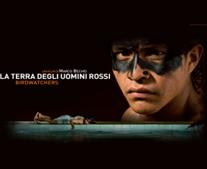 MARCO BECHIS
LA TERRA DEGLI UOMINI ROSSI
BIRDWATCHERS